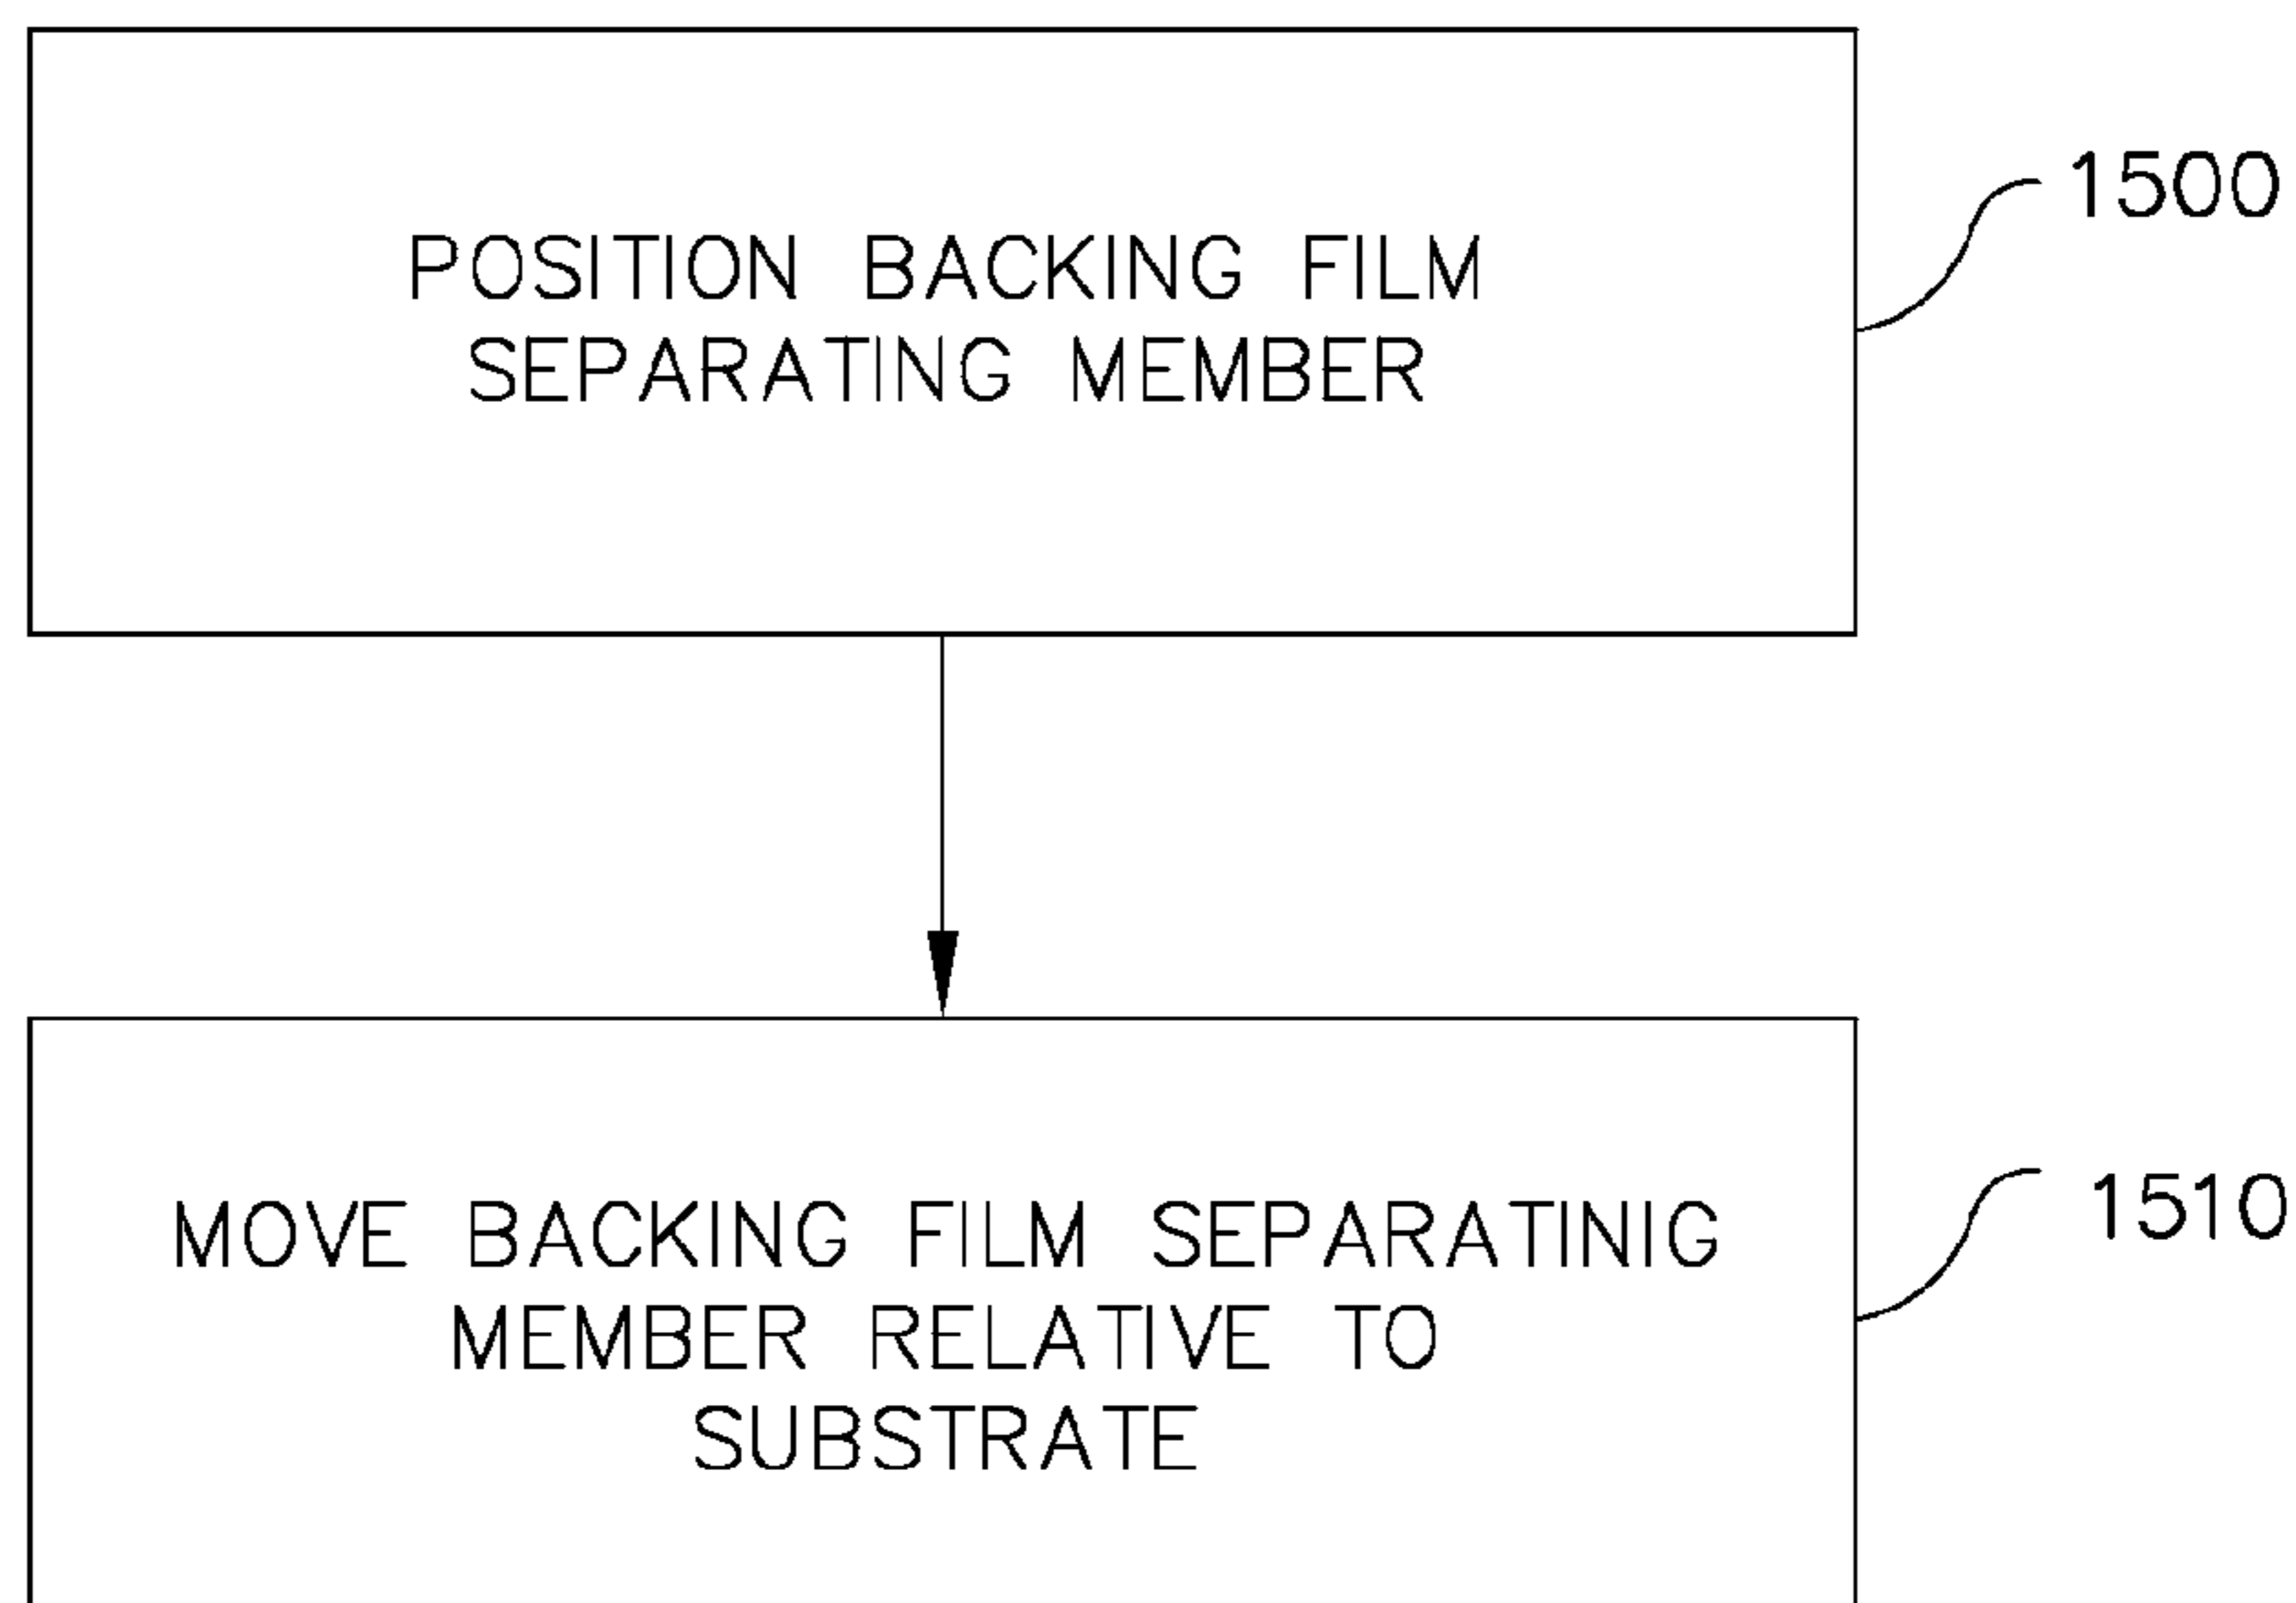 POSITION BACKING FILM
SEPARATING MEMBER
1500
MOVE BACKING FILM SEPARATINIG
MEMBER RELATIVE TO
SUBSTRATE
1510